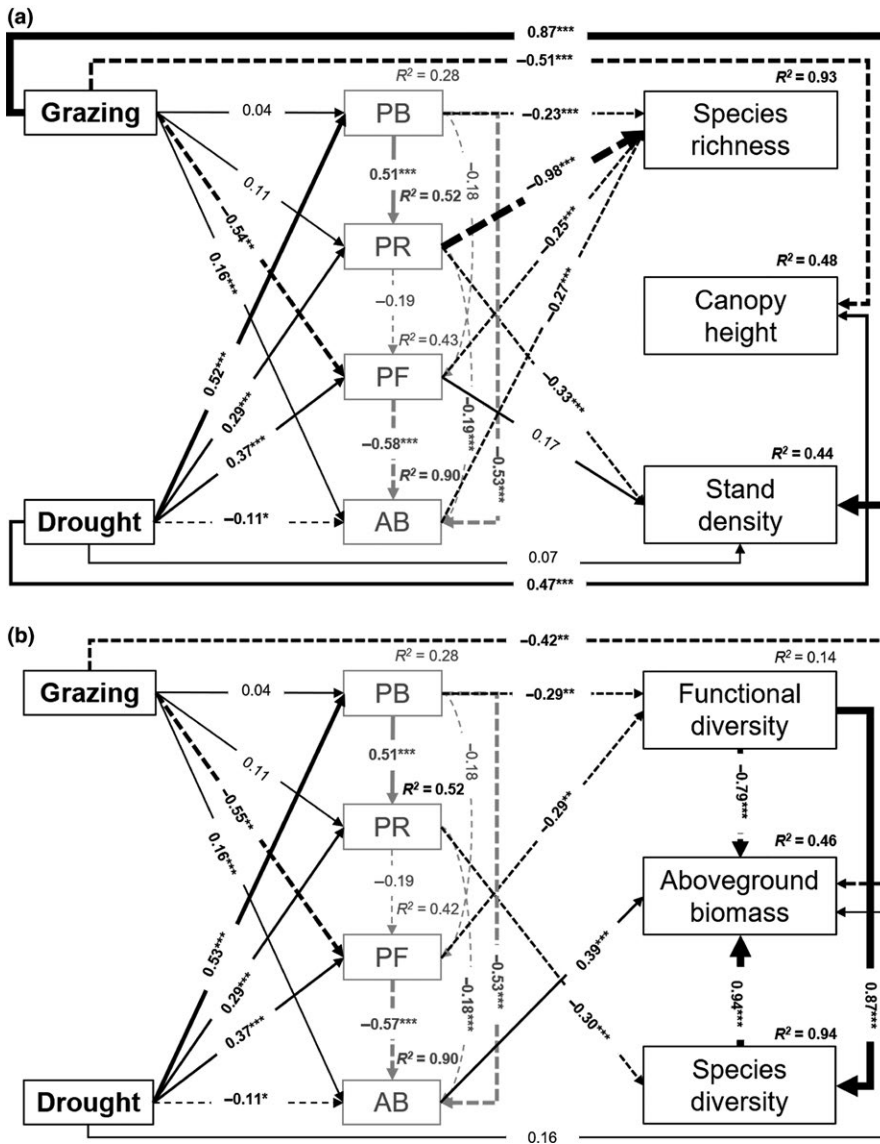 (a)
0.87***
−0.51***
R² = 0.28
R² = 0.93
Grazing
0.04
PB
−0.23***
Species
richness
0.51***
−0.18
R² = 0.52
0.11
−0.98***
−0.54**
PR
−0.25***
0.16***
−0.19
−0.27***
R² = 0.48
Canopy
height
R² = 0.43
0.52***
PF
−0.33***
0.29***
−0.19***
0.17
0.37***
−0.58***
R² = 0.90
−0.53***
R² = 0.44
Drought
−0.11*
AB
Stand
density
0.07
0.47***
(b)
−0.42**
R² = 0.28
R² = 0.14
Grazing
0.04
PB
−0.29**
Functional
diversity
0.51***
−0.18
R² = 0.52
0.11
−0.79***
−0.55**
PR
−0.29**
R² = 0.46
0.16***
−0.19
Aboveground
biomass
R² = 0.42
0.53***
PF
0.39***
−0.53***
0.29***
−0.18***
0.94***
0.87***
0.37***
−0.57***
−0.30***
R² = 0.90
R² = 0.94
Drought
−0.11*
AB
Species
diversity
0.16